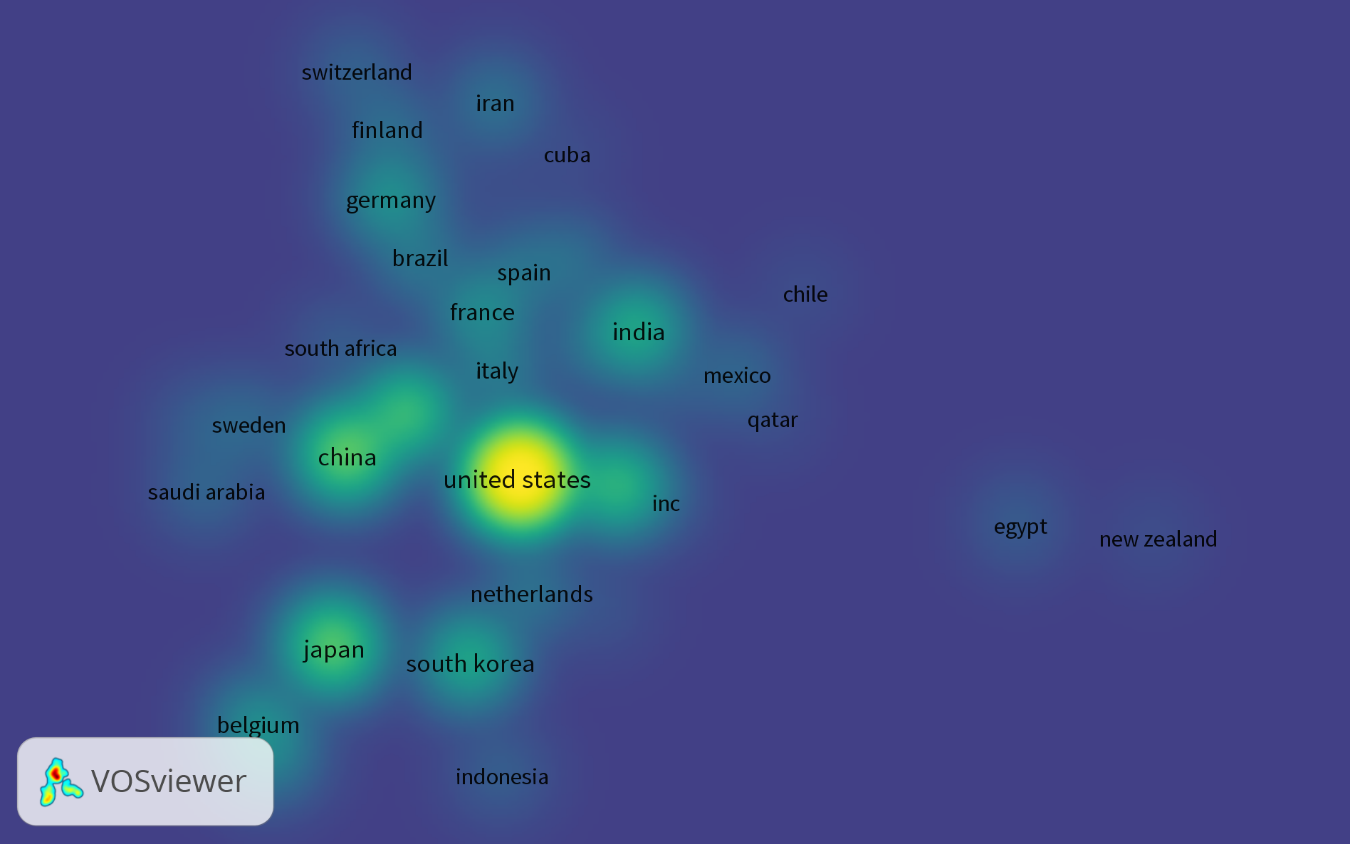 switzerland
iran
finland
cuba
germany
brazil
spain
chile
france
india
south africa
italy
mexico
qatar
sweden
china
united states
saudi arabia
inc
egypt
new zealand
netherlands
japan
south korea
belgium
indonesia
VOSviewer